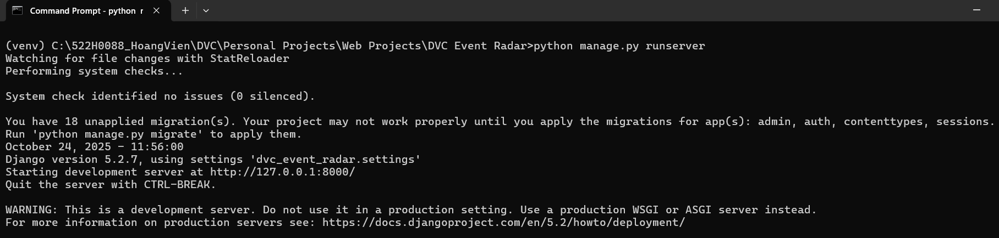 Command Prompt - python r
(venv) C:\522H0088_HoangVien\DVC\Personal Projects\Web Projects\DVC Event Radar>python manage.py runserver
Watching for file changes with StatReloader
Performing system checks...
System check identified no issues (0 silenced).
You have 18 unapplied migration(s). Your project may not work properly until you apply the migrations for app(s): admin, auth, contenttypes, sessions.
Run 'python manage.py migrate' to apply them.
October 24, 2025 - 11:56:00
Django version 5.2.7, using settings 'dvc_event_radar.settings'
Starting development server at http://127.0.0.1:8000/
Quit the server with CTRL-BREAK.
WARNING: This is a development server. Do not use it in a production setting. Use a production WSGI or ASGI server instead.
For more information on production servers see: https://docs.djangoproject.com/en/5.2/howto/deployment/